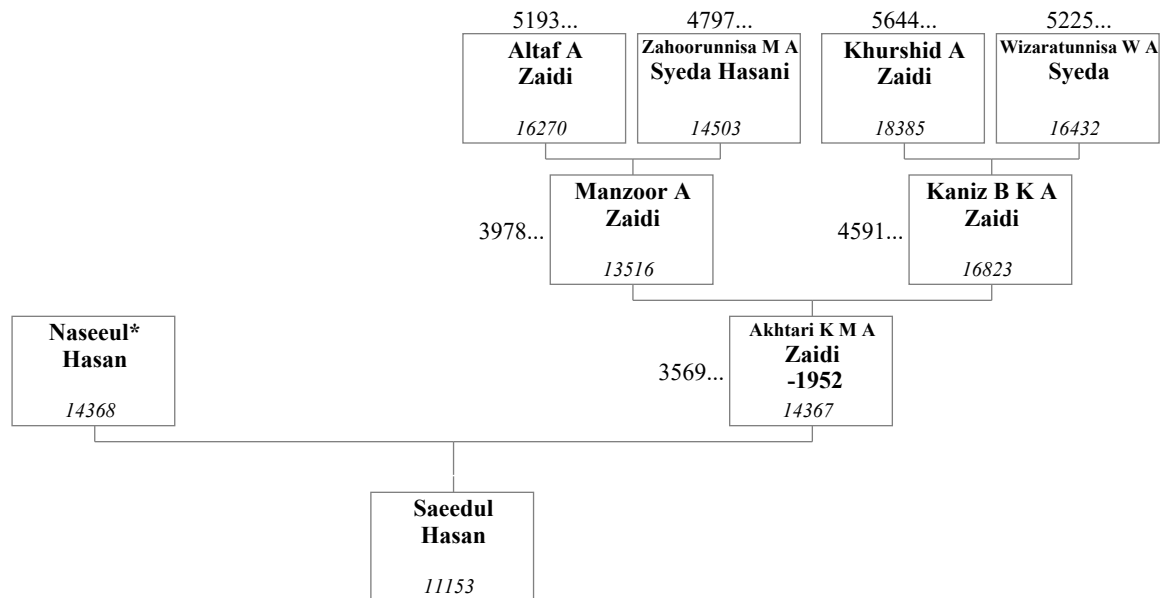 5193...
4797...
5644...
5225...
Altaf A
Zaidi
16270
Zahoorunnisa M A
Syeda Hasani
14503
Khurshid A
Zaidi
18385
Wizaratunnisa W A
Syeda
16432
3978...
Manzoor A
Zaidi
13516
4591...
Kaniz B K A
Zaidi
16823
Naseeul*
Hasan
14368
3569...
Akhtari K M A
Zaidi
-1952
14367
Saeedul
Hasan
11153